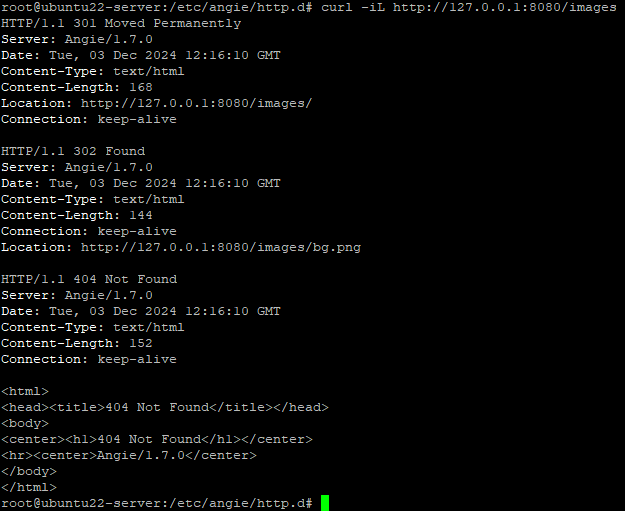 root@ubuntu22-server:/etc/angie/http.d# curl -iL http://127.0.0.1:8080/images
HTTP/1.1 301 Moved Permanently
Server: Angie/1.7.0
Date: Tue, 03 Dec 2024 12:16:10 GMT
Content-Type: text/html
Content-Length: 168
Location: http://127.0.0.1:8080/images/
Connection: keep-alive

HTTP/1.1 302 Found
Server: Angie/1.7.0
Date: Tue, 03 Dec 2024 12:16:10 GMT
Content-Type: text/html
Content-Length: 144
Connection: keep-alive
Location: http://127.0.0.1:8080/images/bg.png

HTTP/1.1 404 Not Found
Server: Angie/1.7.0
Date: Tue, 03 Dec 2024 12:16:10 GMT
Content-Type: text/html
Content-Length: 152
Connection: keep-alive

<html>
<head><title>404 Not Found</title></head>
<body>
<center><h1>404 Not Found</h1></center>
<hr><center>Angie/1.7.0</center>
</body>
</html>
root@ubuntu22-server:/etc/angie/http.d#